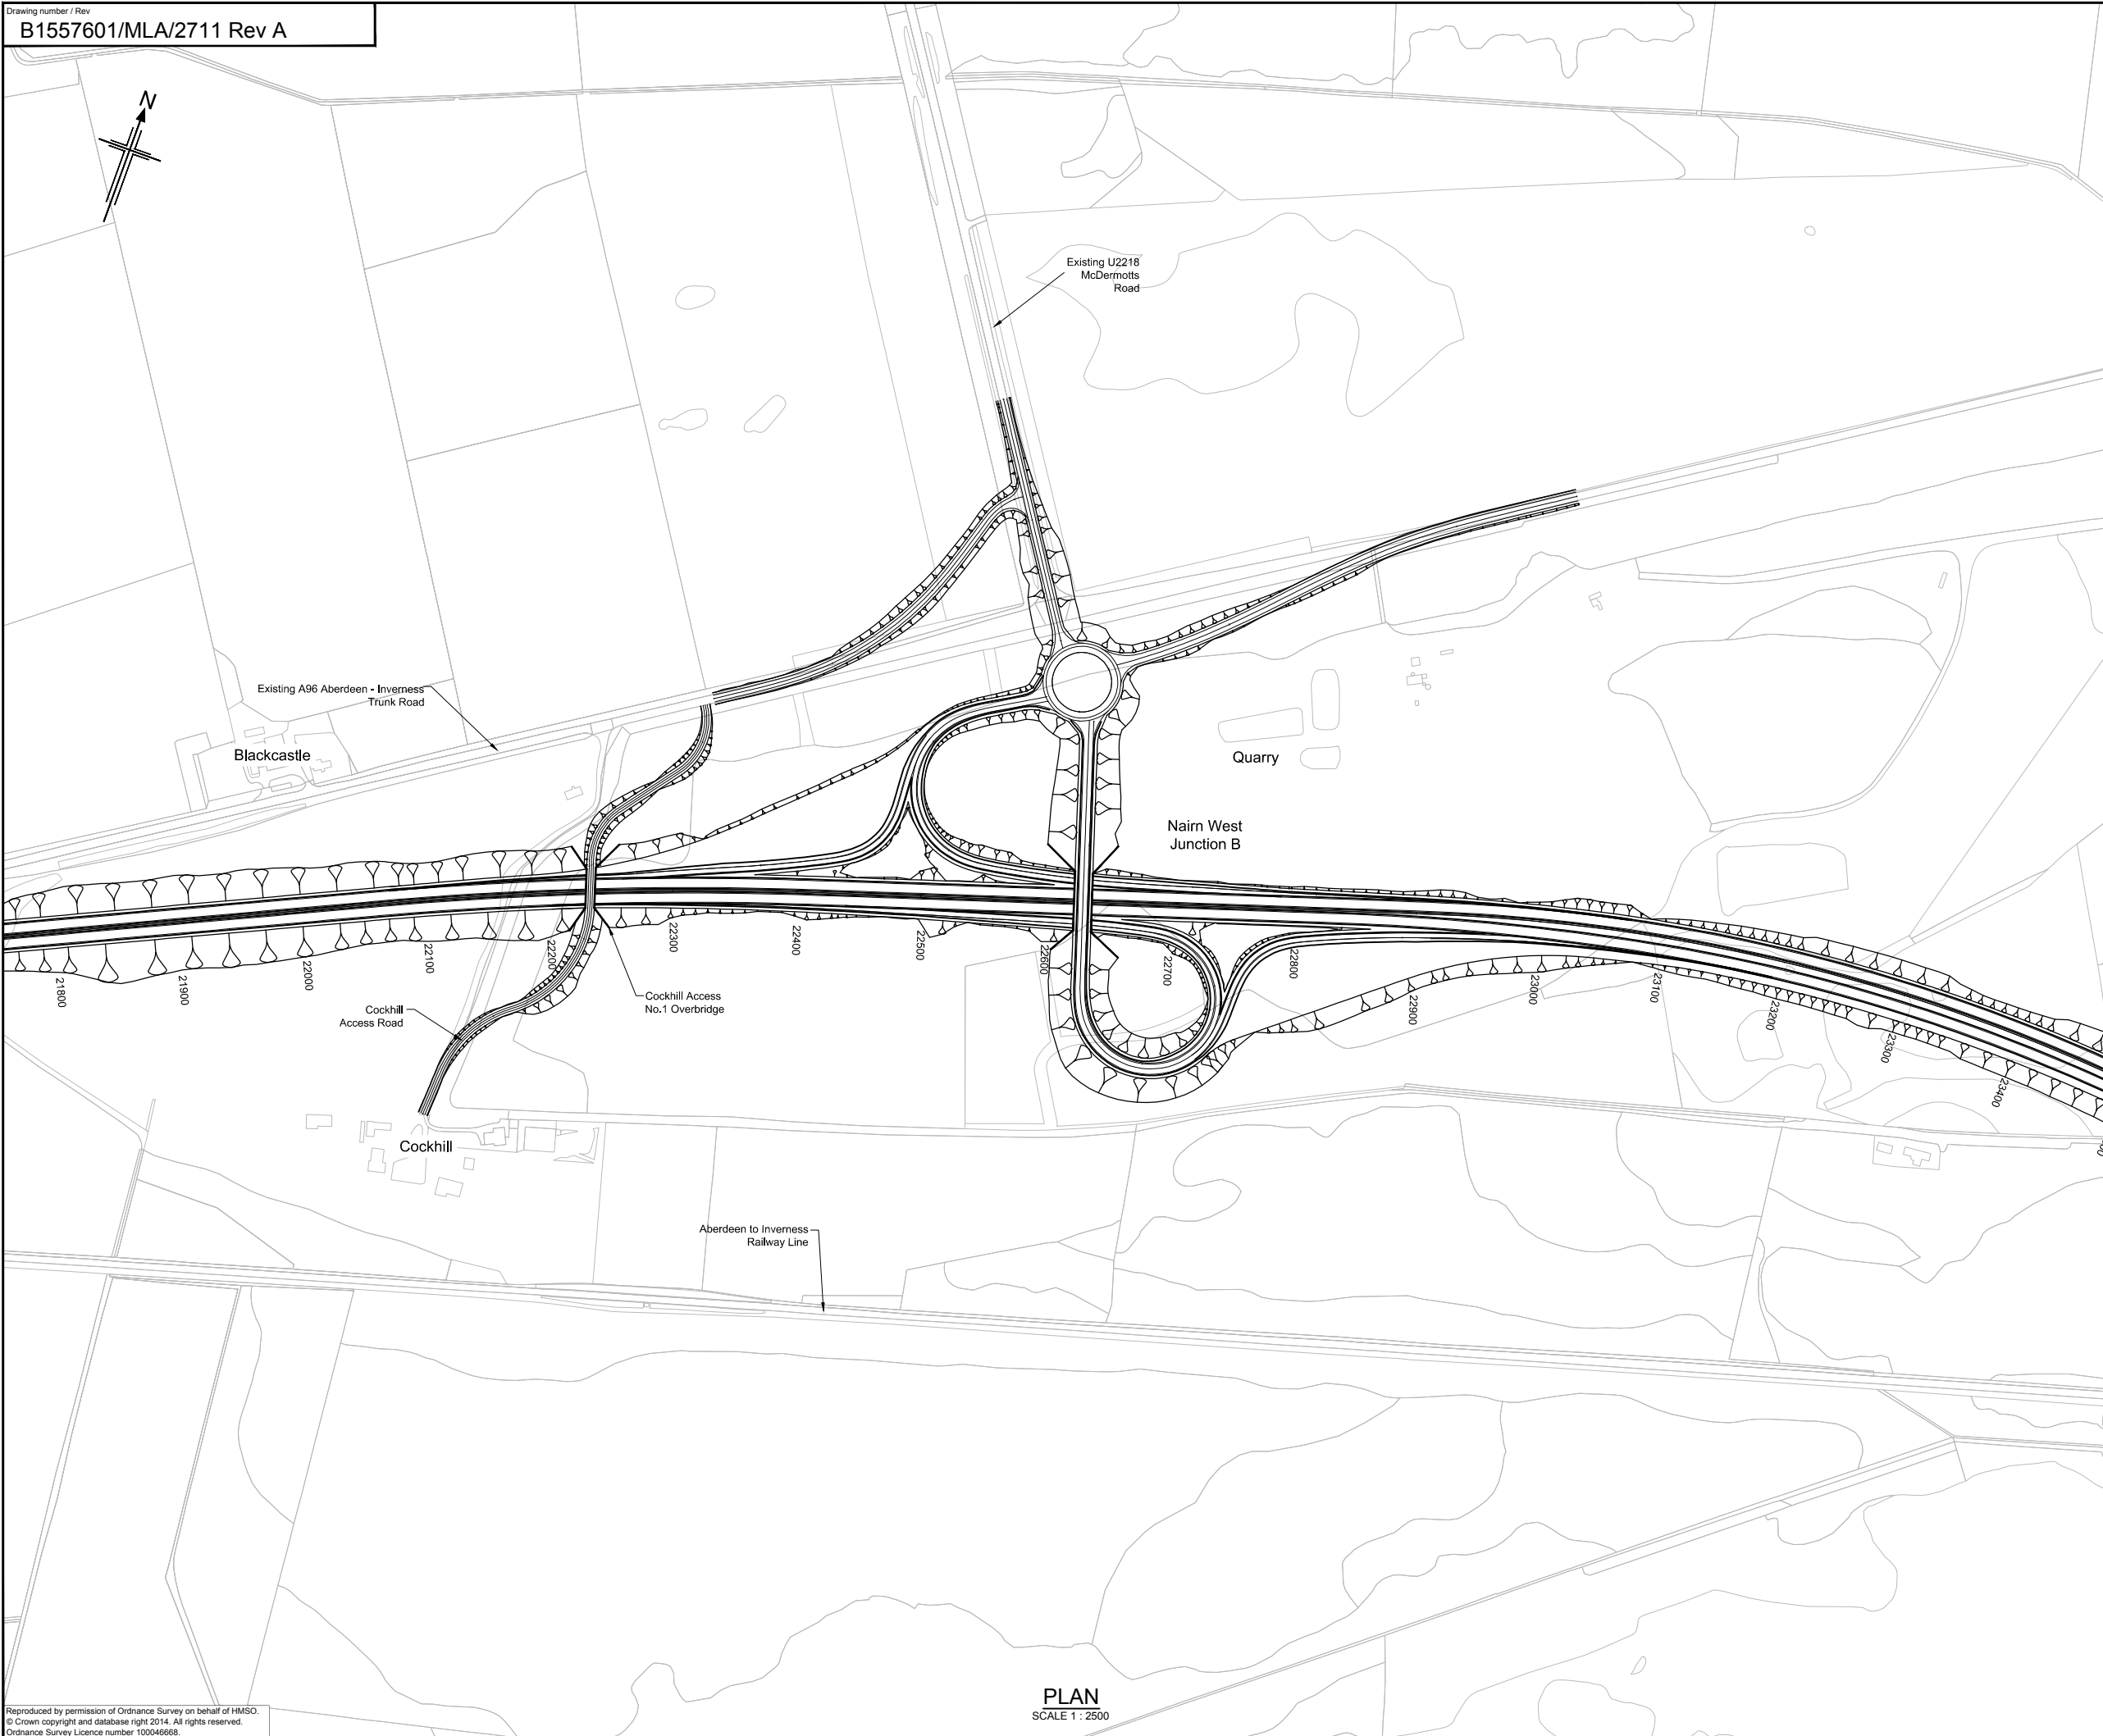 Drawing number / Rev
B1557601/MLA/2711 Rev A
N
Existing U2218
McDermotts
Road
Existing A96 Aberdeen - Inverness
Trunk Road
Blackcastle
Quarry
Nairn West
Junction B
21800
21900
22000
22100
22200
22300
22400
22500
22600
22700
22800
22900
23000
23100
23200
23300
23400
Cockhill Access
No.1 Overbridge
Cockhill
Access Road
Cockhill
Aberdeen to Inverness
Railway Line
PLAN
SCALE 1 : 2500
Reproduced by permission of Ordnance Survey on behalf of HMSO.
© Crown copyright and database right 2014. All rights reserved.
Ordnance Survey Licence number 100046668.